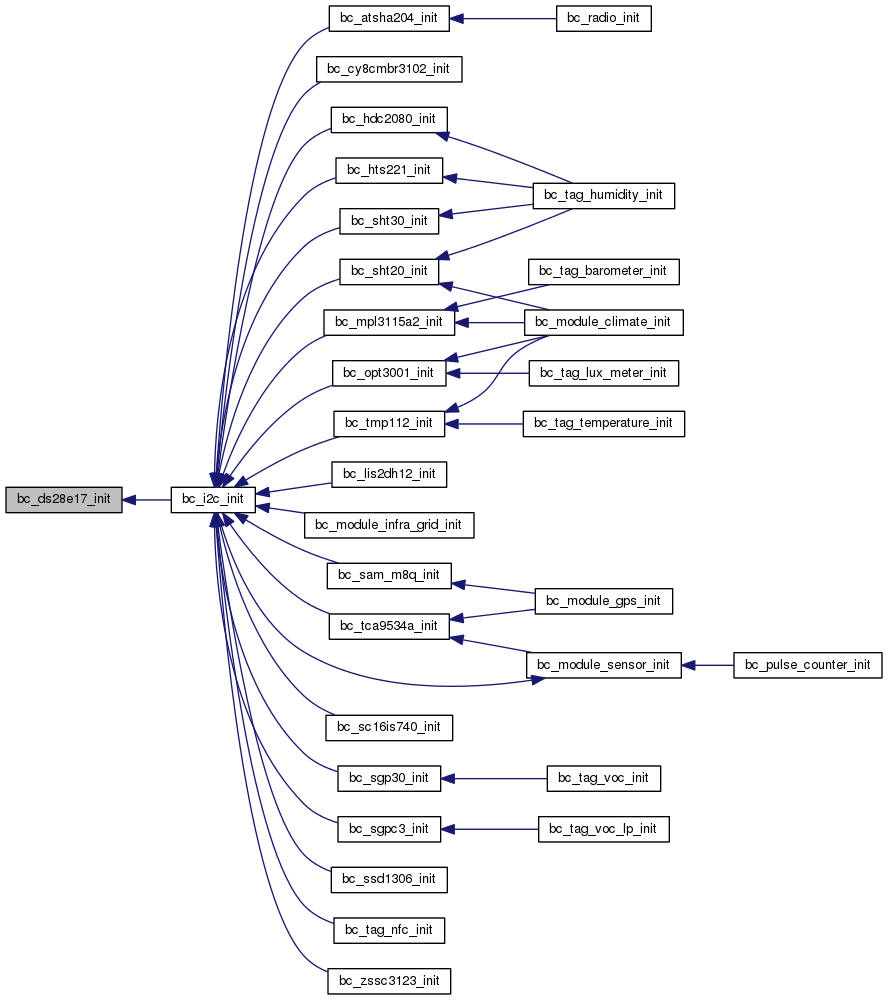 bc_atsha204_init
bc_radio_init
bc_cy8cmbr3102_init
bc_hdc2080_init
bc_hts221_init
bc_tag_humidity_init
bc_sht30_init
bc_sht20_init
bc_tag_barometer_init
bc_mpl3115a2_init
bc_module_climate_init
bc_opt3001_init
bc_tag_lux_meter_init
bc_tmp112_init
bc_tag_temperature_init
bc_lis2dh12_init
bc_ds28e17_init
bc_i2c_init
bc_module_infra_grid_init
bc_sam_m8q_init
bc_module_gps_init
bc_tca9534a_init
bc_module_sensor_init
bc_pulse_counter_init
bc_sc16is740_init
bc_sgp30_init
bc_tag_voc_init
bc_sgpc3_init
bc_tag_voc_lp_init
bc_ssd1306_init
bc_tag_nfc_init
bc_zssc3123_init